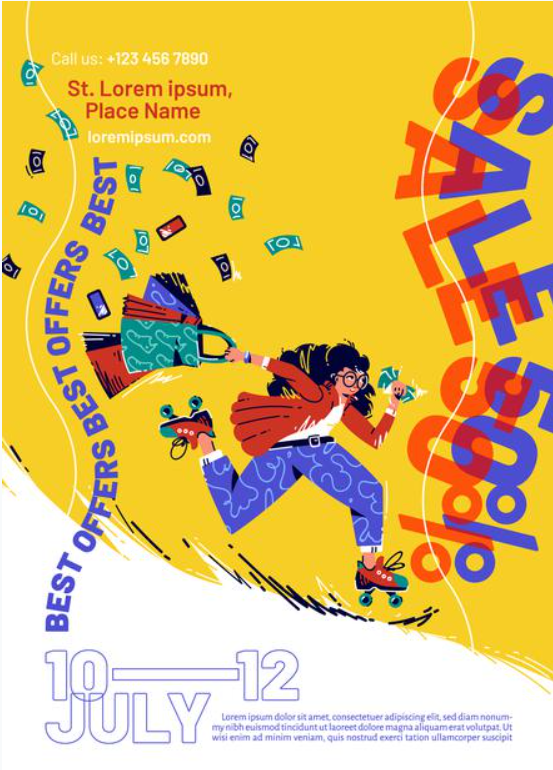 Call us: +123 456 7890
St. Lorem ipsum,
Place Name
loremipsum.com
BEST OFFERS BEST OFFERS BEST
SALE 50%
SALE 50%
10 12
JULY
Lorem ipsum dolor sit amet, consectetuer adipiscing elit, sed diam nonum-
my nibh euismod tincidunt ut laoreet dolore magna aliquam erat volutpat. Ut
wisi enim ad minim veniam, quis nostrud exerci tation ullamcorper suscipit